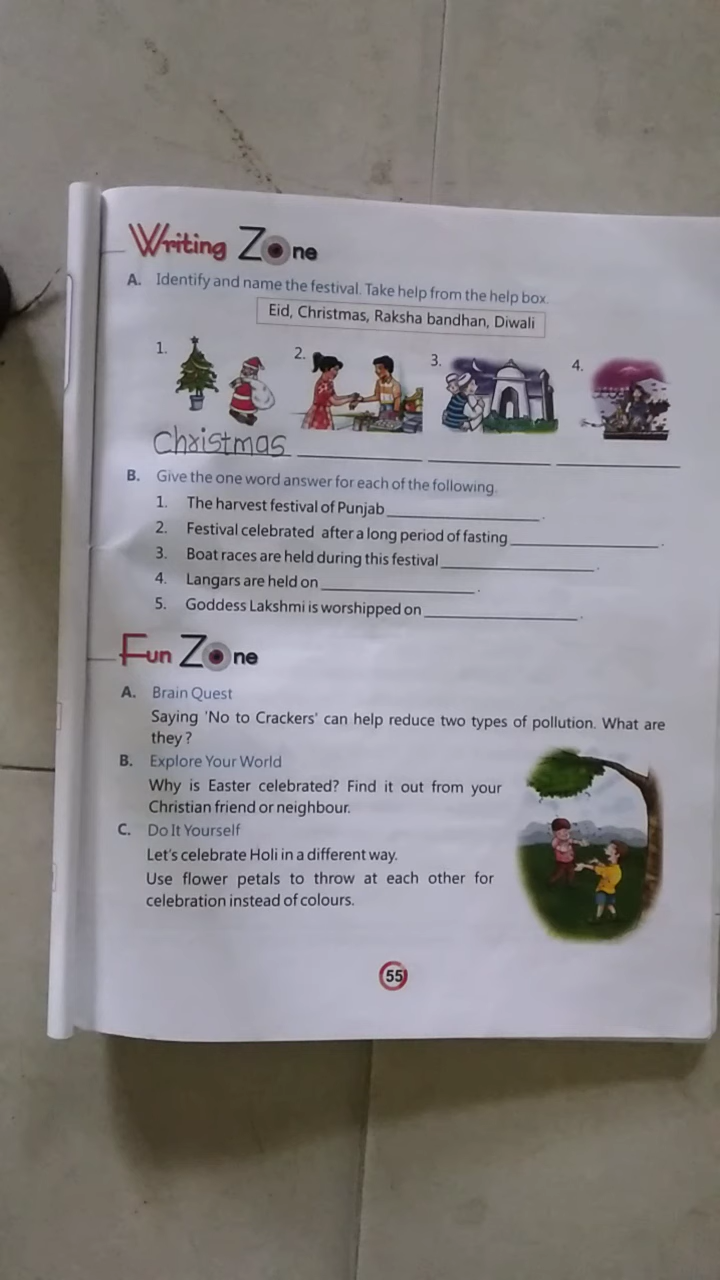 Writing Zone
A. Identify and name the festival. Take help from the help box.
Eid, Christmas, Raksha bandhan, Diwali
1. 2. 3. 4.
Christmas
B. Give the one word answer for each of the following.
1. The harvest festival of Punjab ____________.
2. Festival celebrated after a long period of fasting ____________.
3. Boat races are held during this festival ____________.
4. Langars are held on ____________.
5. Goddess Lakshmi is worshipped on ____________.
Fun Zone
A. Brain Quest
Saying 'No to Crackers' can help reduce two types of pollution. What are
they?
B. Explore Your World
Why is Easter celebrated? Find it out from your
Christian friend or neighbour.
C. Do It Yourself
Let's celebrate Holi in a different way.
Use flower petals to throw at each other for
celebration instead of colours.
55